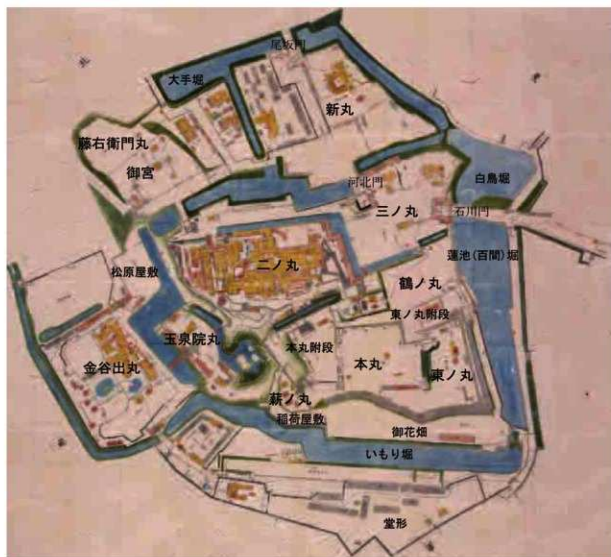 尾坂門
大手堀
新丸
藤右衛門丸
御宮
白鳥堀
河北門
三ノ丸
石川門
蓮池(百間)堀
松原屋敷
二ノ丸
鶴ノ丸
東ノ丸附段
玉泉院丸
本丸附段
本丸
東ノ丸
金谷出丸
薪ノ丸
稲荷屋敷
御花畑
いもり堀
堂形